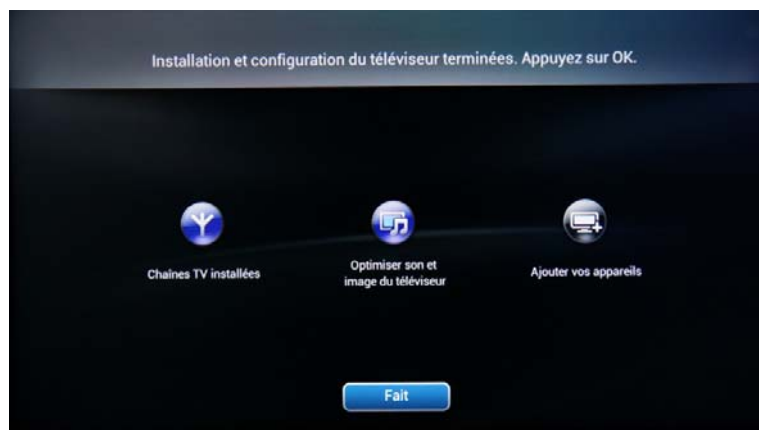 Installation et configuration du téléviseur terminées. Appuyez sur OK.
Chaînes TV installées
Optimiser son et
image du téléviseur
Ajouter vos appareils
Fait